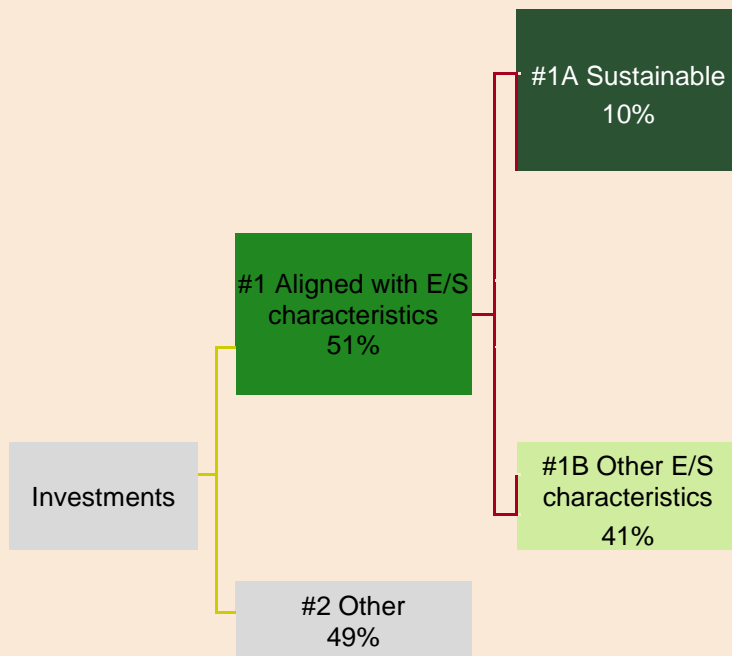 #1A Sustainable
10%
#1 Aligned with E/S
characteristics
51%
Investments
#1B Other E/S
characteristics
41%
#2 Other
49%